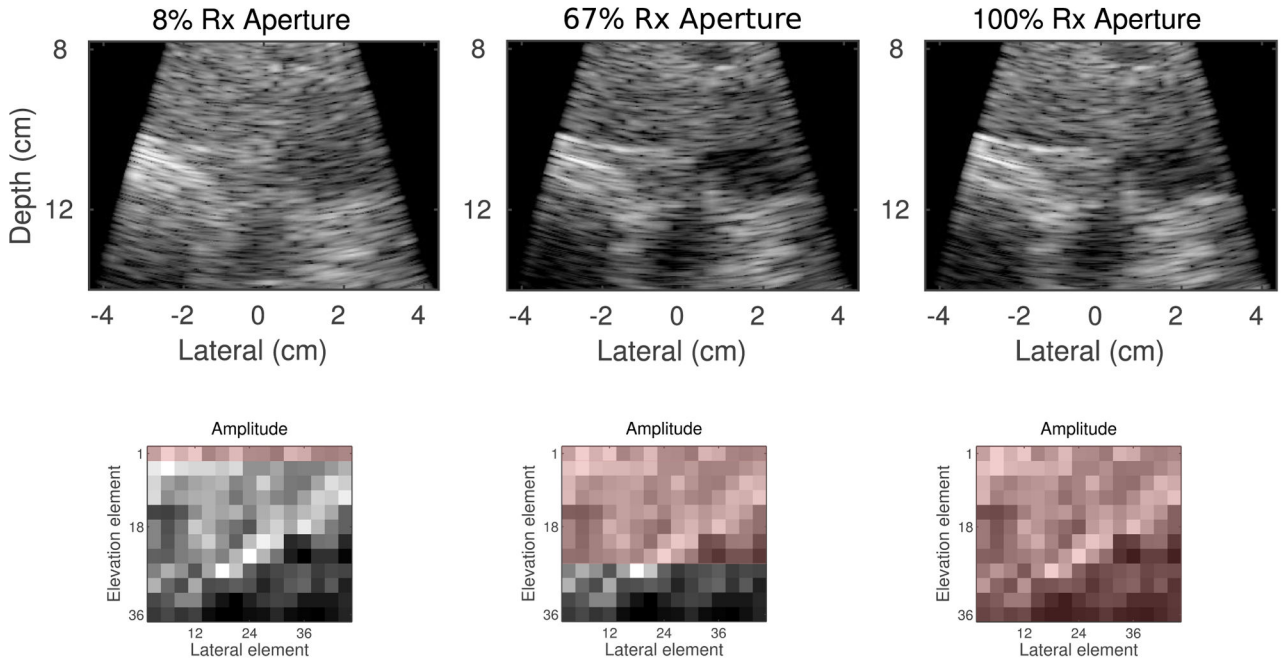 8% Rx Aperture
67% Rx Aperture
100% Rx Aperture
Depth (cm)
8
12
-4 -2 0 2 4
Lateral (cm)
8
12
-4 -2 0 2 4
Lateral (cm)
8
12
-4 -2 0 2 4
Lateral (cm)
Amplitude
Elevation element
1
18
36
12 24 36
Lateral element
Amplitude
Elevation element
1
18
36
12 24 36
Lateral element
Amplitude
Elevation element
1
18
36
12 24 36
Lateral element